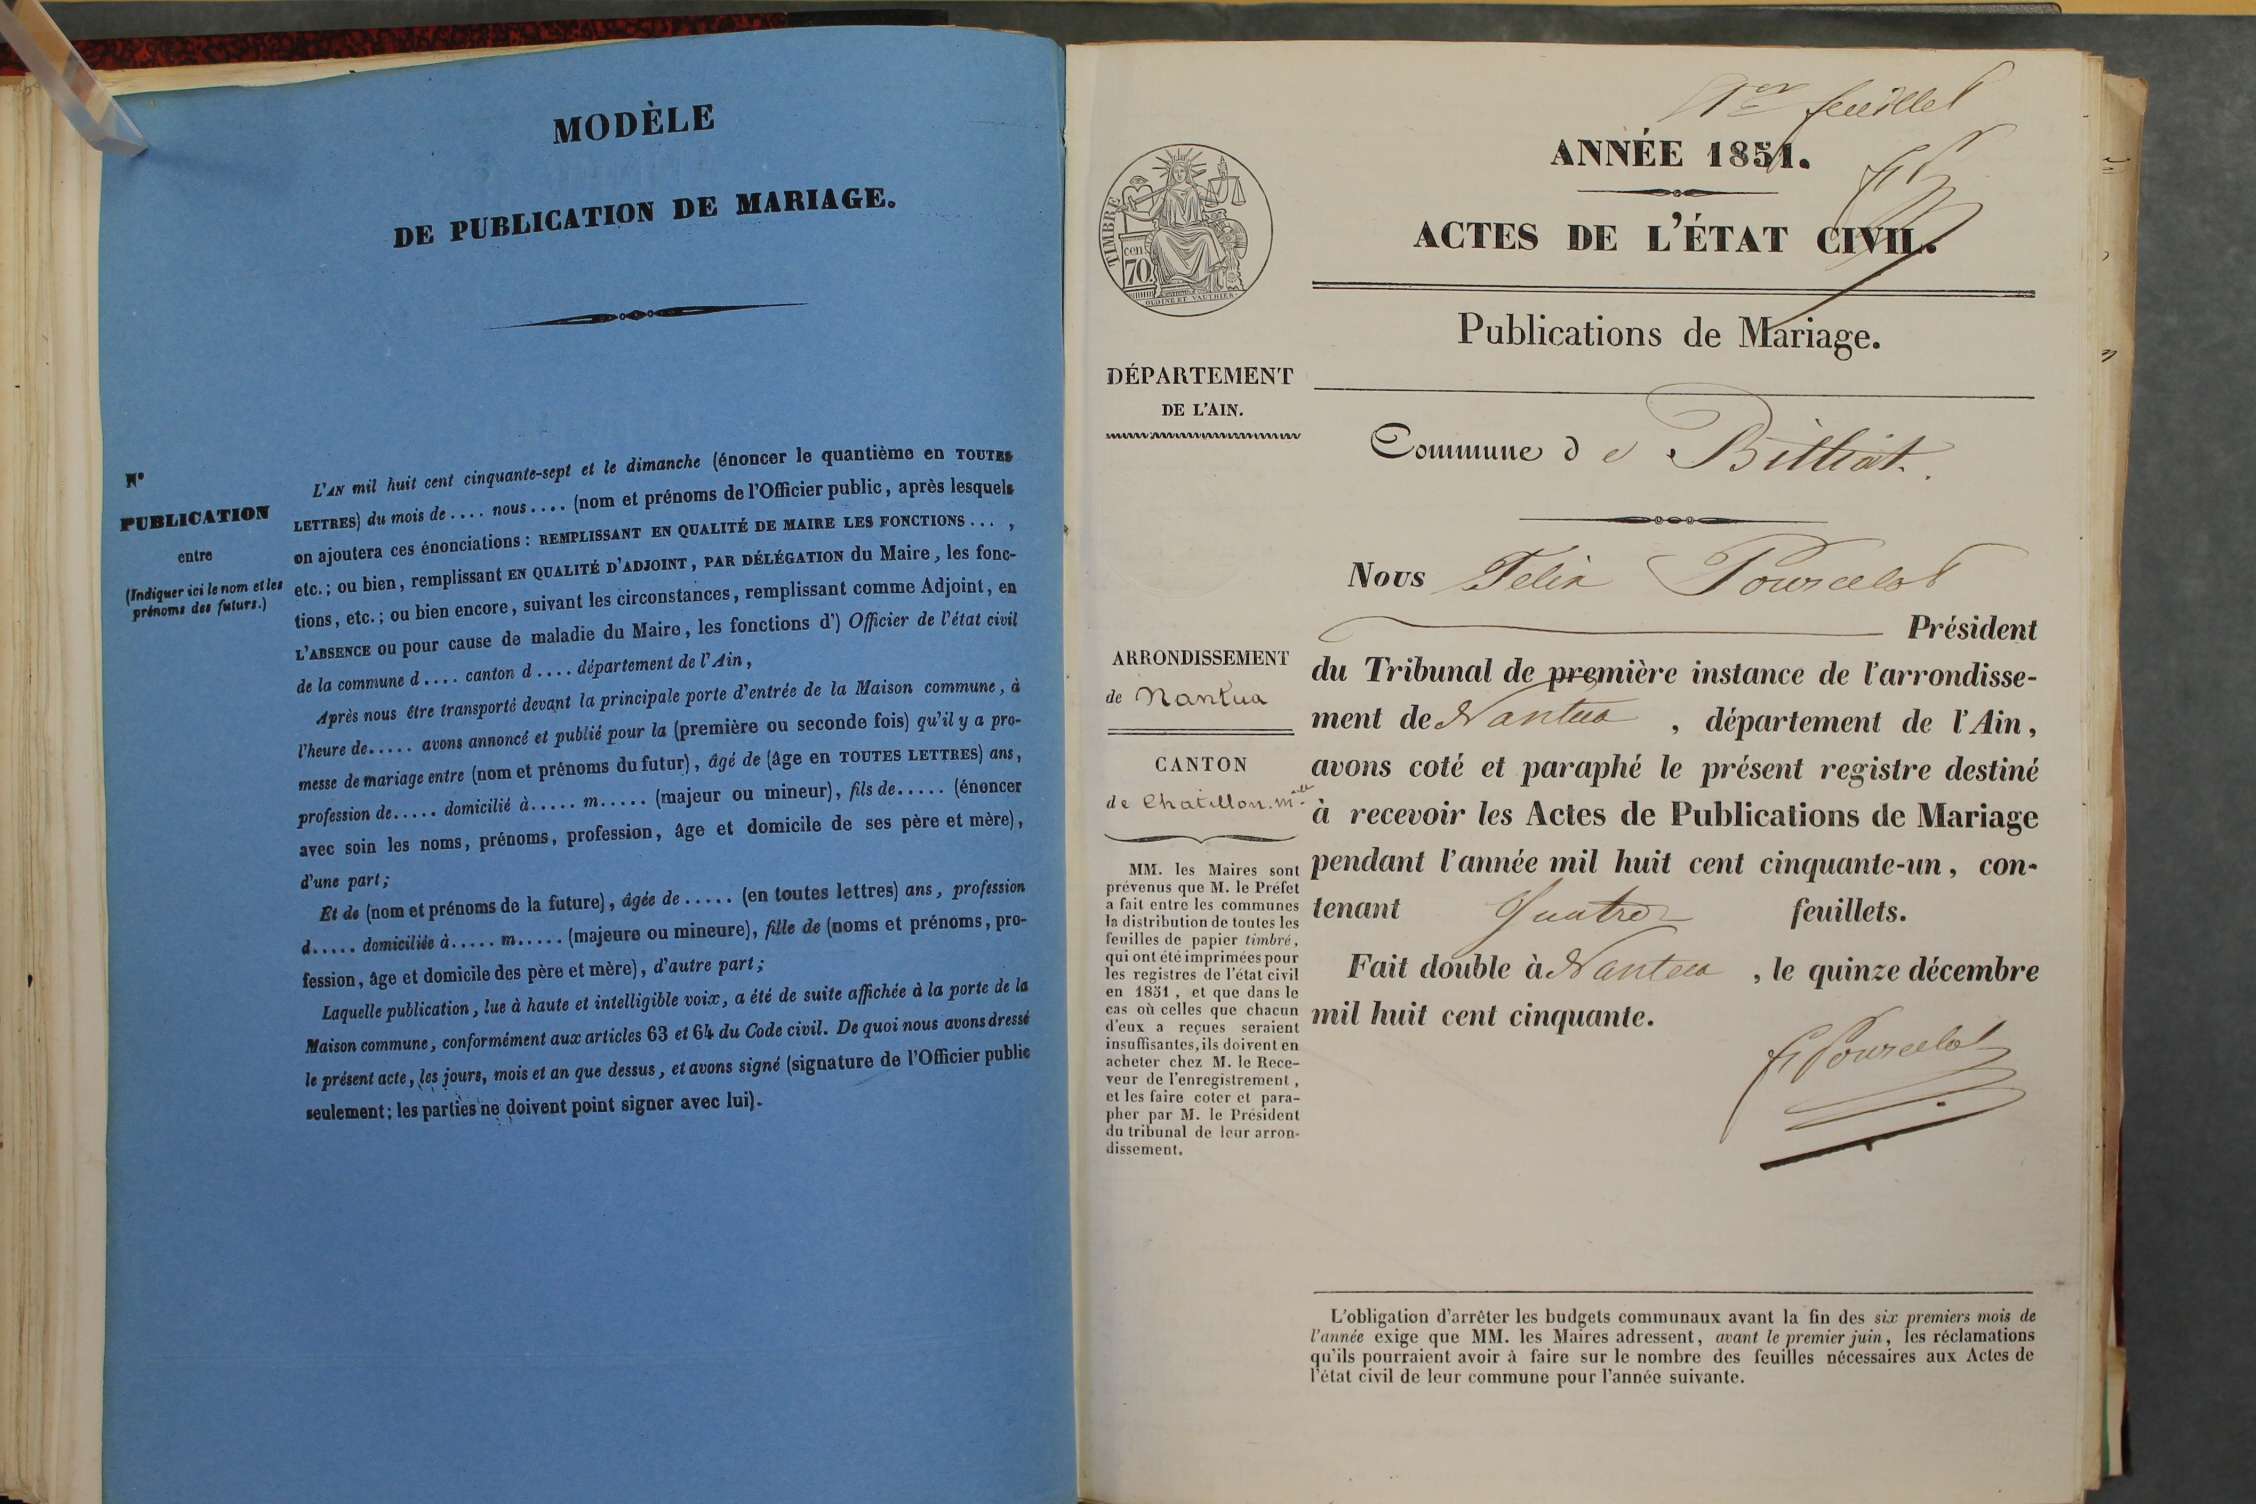 MODÈLE
DE PUBLICATION DE MARIAGE.
N°
PUBLICATION
entre
(Indiquer ici le nom et les
prénoms des futurs.)
L'AN mil huit cent cinquante-sept et le dimanche (énoncer le quantième en TOUTES
LETTRES) du mois de .... nous .... (nom et prénoms de l'Officier public, après lesquels
on ajoutera ces énonciations : REMPLISSANT EN QUALITÉ DE MAIRE LES FONCTIONS ... ,
etc.; ou bien, remplissant EN QUALITÉ D'ADJOINT, PAR DÉLÉGATION du Maire, les fonc-
tions, etc.; ou bien encore, suivant les circonstances, remplissant comme Adjoint, en
L'ABSENCE ou pour cause de maladie du Maire, les fonctions d') Officier de l'état civil
de la commune d .... canton d .... département de l'Ain,
Après nous être transporté devant la principale porte d'entrée de la Maison commune, à
l'heure de..... avons annoncé et publié pour la (première ou seconde fois) qu'il y a pro-
messe de mariage entre (nom et prénoms du futur), âgé de (âge en TOUTES LETTRES) ans,
profession de..... domicilié à..... m..... (majeur ou mineur), fils de..... (énoncer
avec soin les noms, prénoms, profession, âge et domicile de ses père et mère),
d'une part;
Et de (nom et prénoms de la future), âgée de ..... (en toutes lettres) ans, profession
d..... domiciliée à..... m..... (majeure ou mineure), fille de (noms et prénoms, pro-
fession, âge et domicile des père et mère), d'autre part;
Laquelle publication, lue à haute et intelligible voix, a été de suite affichée à la porte de la
Maison commune, conformément aux articles 63 et 64 du Code civil. De quoi nous avons dressé
le présent acte, les jours, mois et an que dessus, et avons signé (signature de l'Officier public
seulement; les parties ne doivent point signer avec lui).
1er feuillet
ANNÉE 1851.
ACTES DE L'ÉTAT CIVIL.
TIMBRE
cen.
70
OUDINE ET VAUTHIER
Publications de Mariage.
DÉPARTEMENT
DE L'AIN.
Commune de Billiat.
Nous Félix Pourcelot
Président
du Tribunal de première instance de l'arrondisse-
ment de Nantua , département de l'Ain,
avons coté et paraphé le présent registre destiné
à recevoir les Actes de Publications de Mariage
pendant l'année mil huit cent cinquante-un, con-
tenant Quatre feuillets.
Fait double à Nantua , le quinze décembre
mil huit cent cinquante.
F. Pourcelot
ARRONDISSEMENT
de Nantua
CANTON
de Chatillon. mlle
MM. les Maires sont
prévenus que M. le Préfet
a fait entre les communes
la distribution de toutes les
feuilles de papier timbré,
qui ont été imprimées pour
les registres de l'état civil
en 1851, et que dans le
cas où celles que chacun
d'eux a reçues seraient
insuffisantes, ils doivent en
acheter chez M. le Rece-
veur de l'enregistrement,
et les faire coter et para-
pher par M. le Président
du tribunal de leur arron-
dissement.
L'obligation d'arrêter les budgets communaux avant la fin des six premiers mois de
l'année exige que MM. les Maires adressent, avant le premier juin, les réclamations
qu'ils pourraient avoir à faire sur le nombre des feuilles nécessaires aux Actes de
l'état civil de leur commune pour l'année suivante.